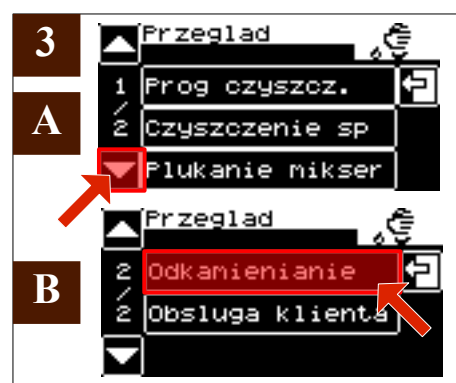 3
Przeglad
1/2
Prog czyszcz.
Czyszczenie sp
A
Plukanie mikser
Przeglad
2/2
Odkamienianie
B
Obsluga klienta